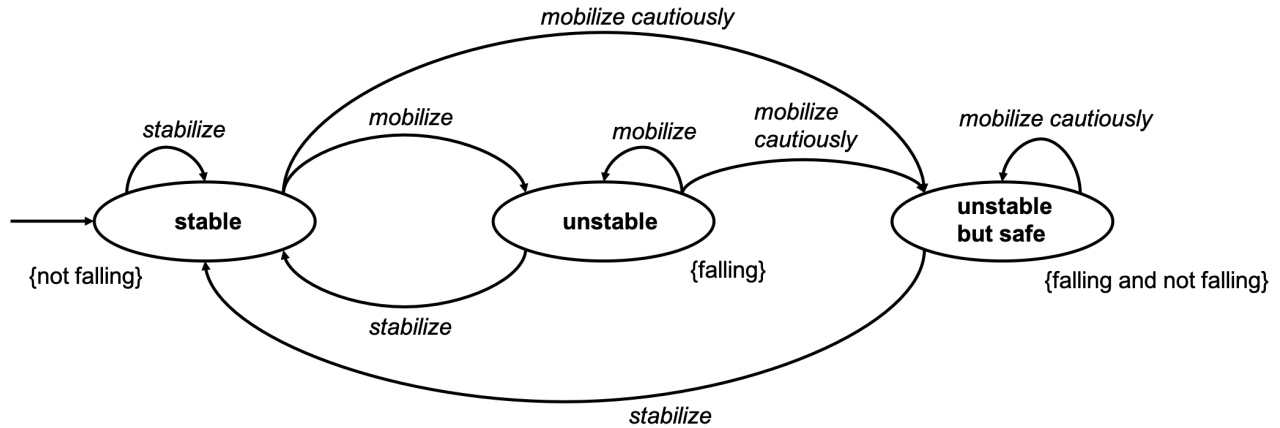 mobilize cautiously
stabilize
mobilize
mobilize
mobilize
cautiously
mobilize cautiously
stable
unstable
unstable
but safe
{not falling}
{falling}
{falling and not falling}
stabilize
stabilize